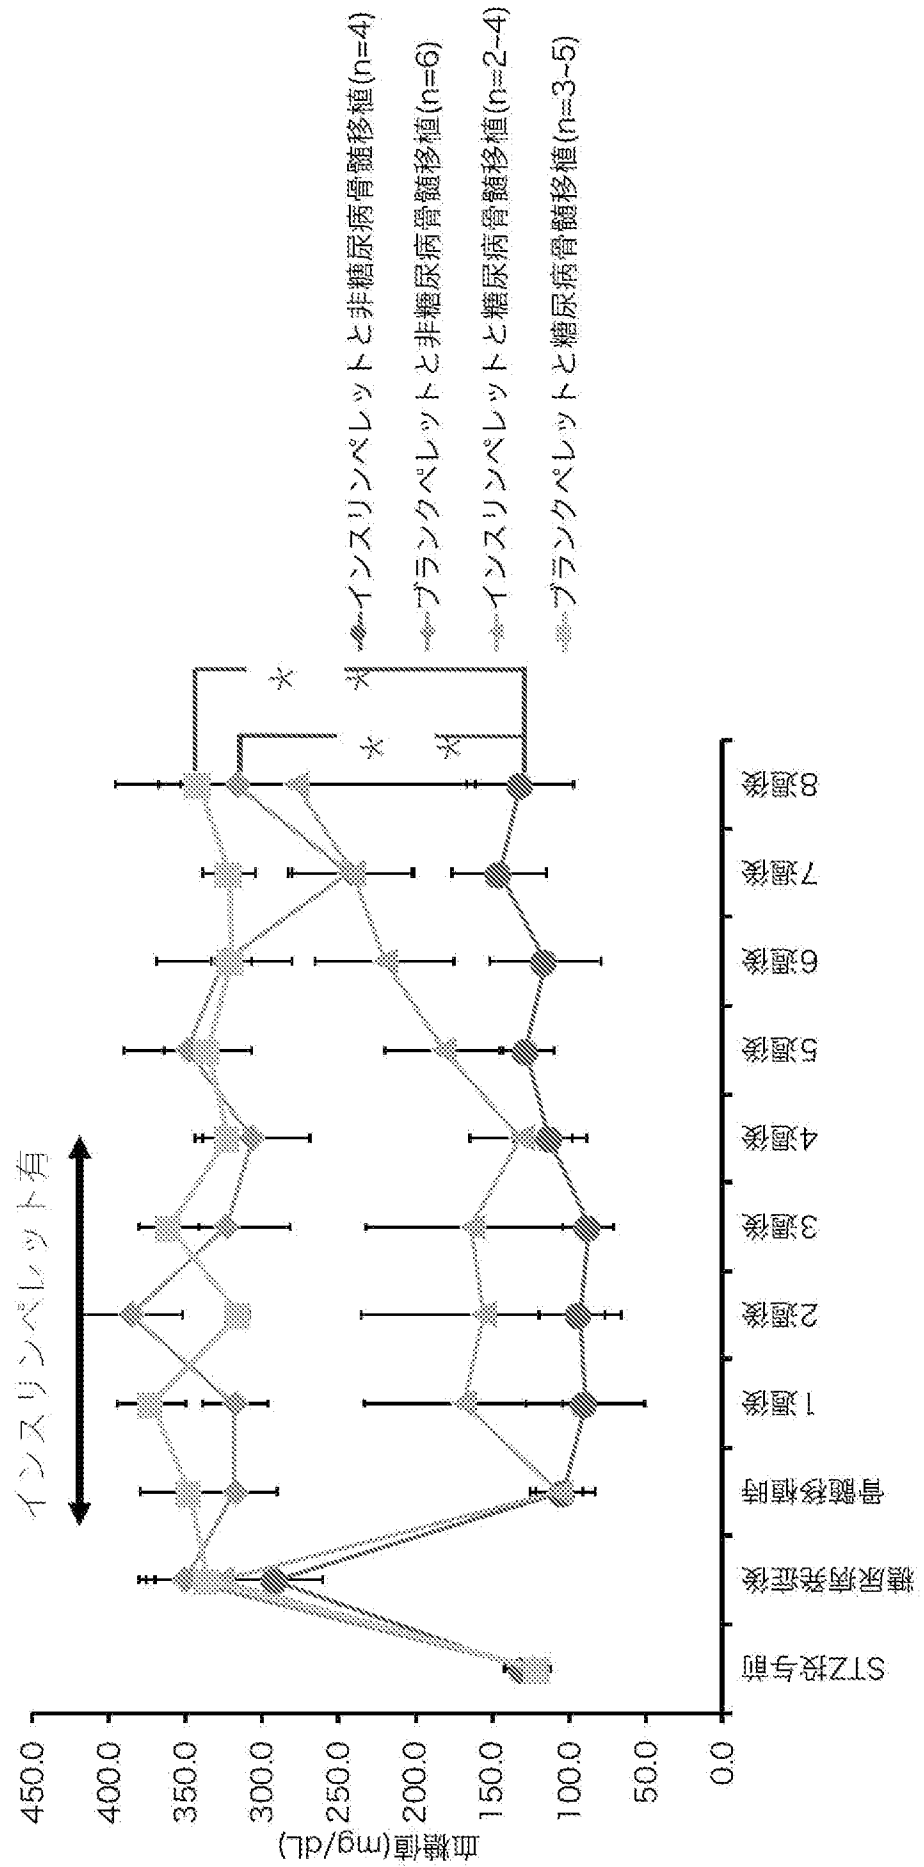 インスリンペレット有
450.0
400.0
350.0
300.0
250.0
200.0
150.0
100.0
50.0
0.0
血糖値(mg/dL)
STZ投与前
糖尿病発症後
骨髄移植時
1週後
2週後
3週後
4週後
5週後
6週後
7週後
8週後
*
*
*
*
インスリンペレットと非糖尿病骨髄移植(n=4)
ブランクペレットと非糖尿病骨髄移植(n=6)
インスリンペレットと糖尿病骨髄移植(n=2~4)
ブランクペレットと糖尿病骨髄移植(n=3~5)